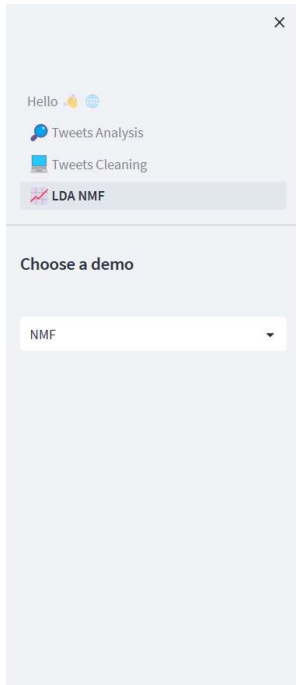 Hello 👋 🌐
🔎 Tweets Analysis
💻 Tweets Cleaning
📈 LDA NMF
Choose a demo
NMF